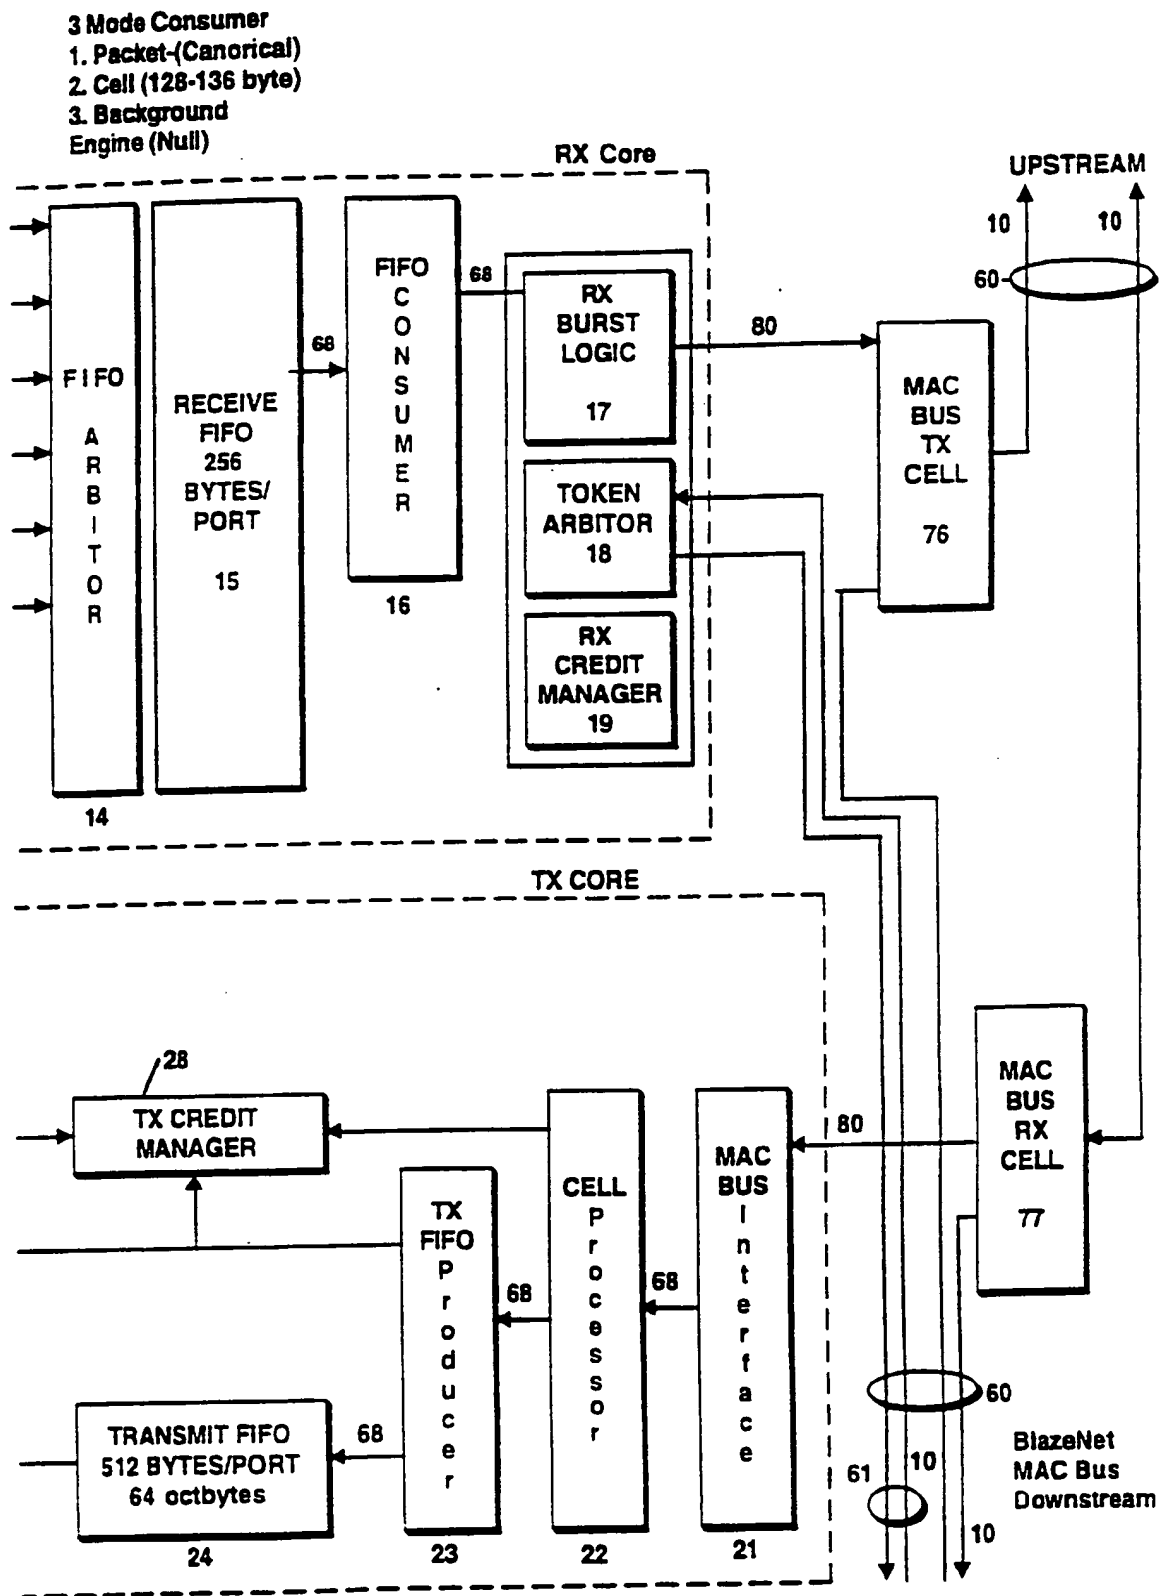 3 Mode Consumer
1. Packet-(Canorical)
2. Cell (128-136 byte)
3. Background
Engine (Null)
RX Core
UPSTREAM
10
10
60
FIFO
ARBITOR
14
RECEIVE
FIFO
256
BYTES/
PORT
15
68
FIFO
CONSUMER
16
68
RX
BURST
LOGIC
17
TOKEN
ARBITOR
18
RX
CREDIT
MANAGER
19
80
MAC
BUS
TX
CELL
76
TX CORE
28
TX CREDIT
MANAGER
TX
FIFO
Producer
23
68
CELL
Processor
22
68
MAC
BUS
Interface
21
80
MAC
BUS
RX
CELL
77
TRANSMIT FIFO
512 BYTES/PORT
64 octbytes
24
68
60
61
10
10
BlazeNet
MAC Bus
Downstream